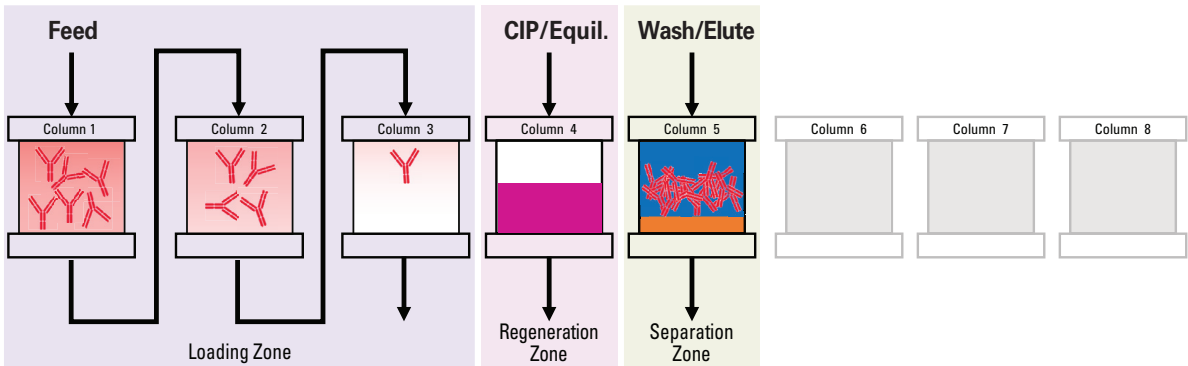 Feed
CIP/Equil.
Wash/Elute
Column 1
Column 2
Column 3
Column 4
Column 5
Column 6
Column 7
Column 8
Loading Zone
Regeneration
Zone
Separation
Zone